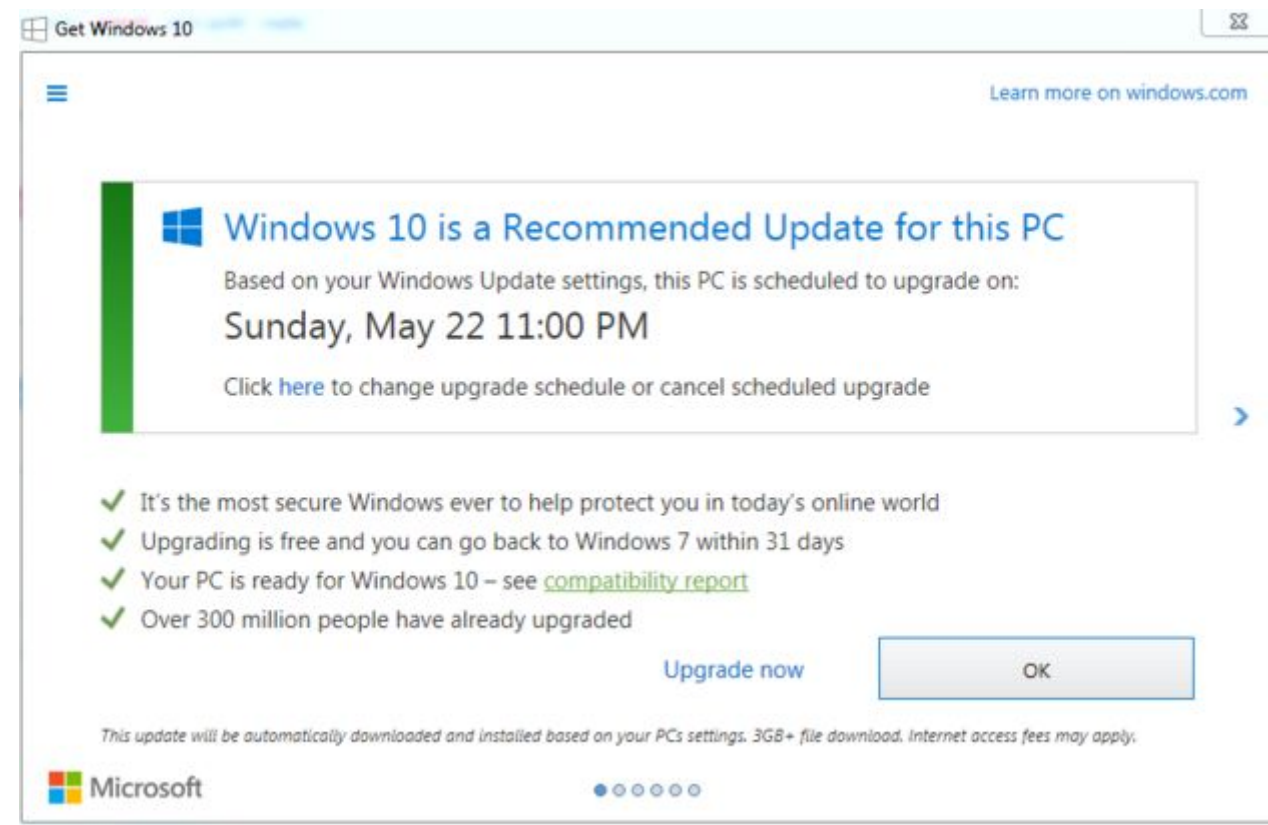 Get Windows 10
Learn more on windows.com
Windows 10 is a Recommended Update for this PC
Based on your Windows Update settings, this PC is scheduled to upgrade on:
Sunday, May 22 11:00 PM
Click here to change upgrade schedule or cancel scheduled upgrade
It's the most secure Windows ever to help protect you in today's online world
Upgrading is free and you can go back to Windows 7 within 31 days
Your PC is ready for Windows 10 – see compatibility report
Over 300 million people have already upgraded
Upgrade now
OK
This update will be automatically downloaded and installed based on your PCs settings. 3GB+ file download. Internet access fees may apply.
Microsoft